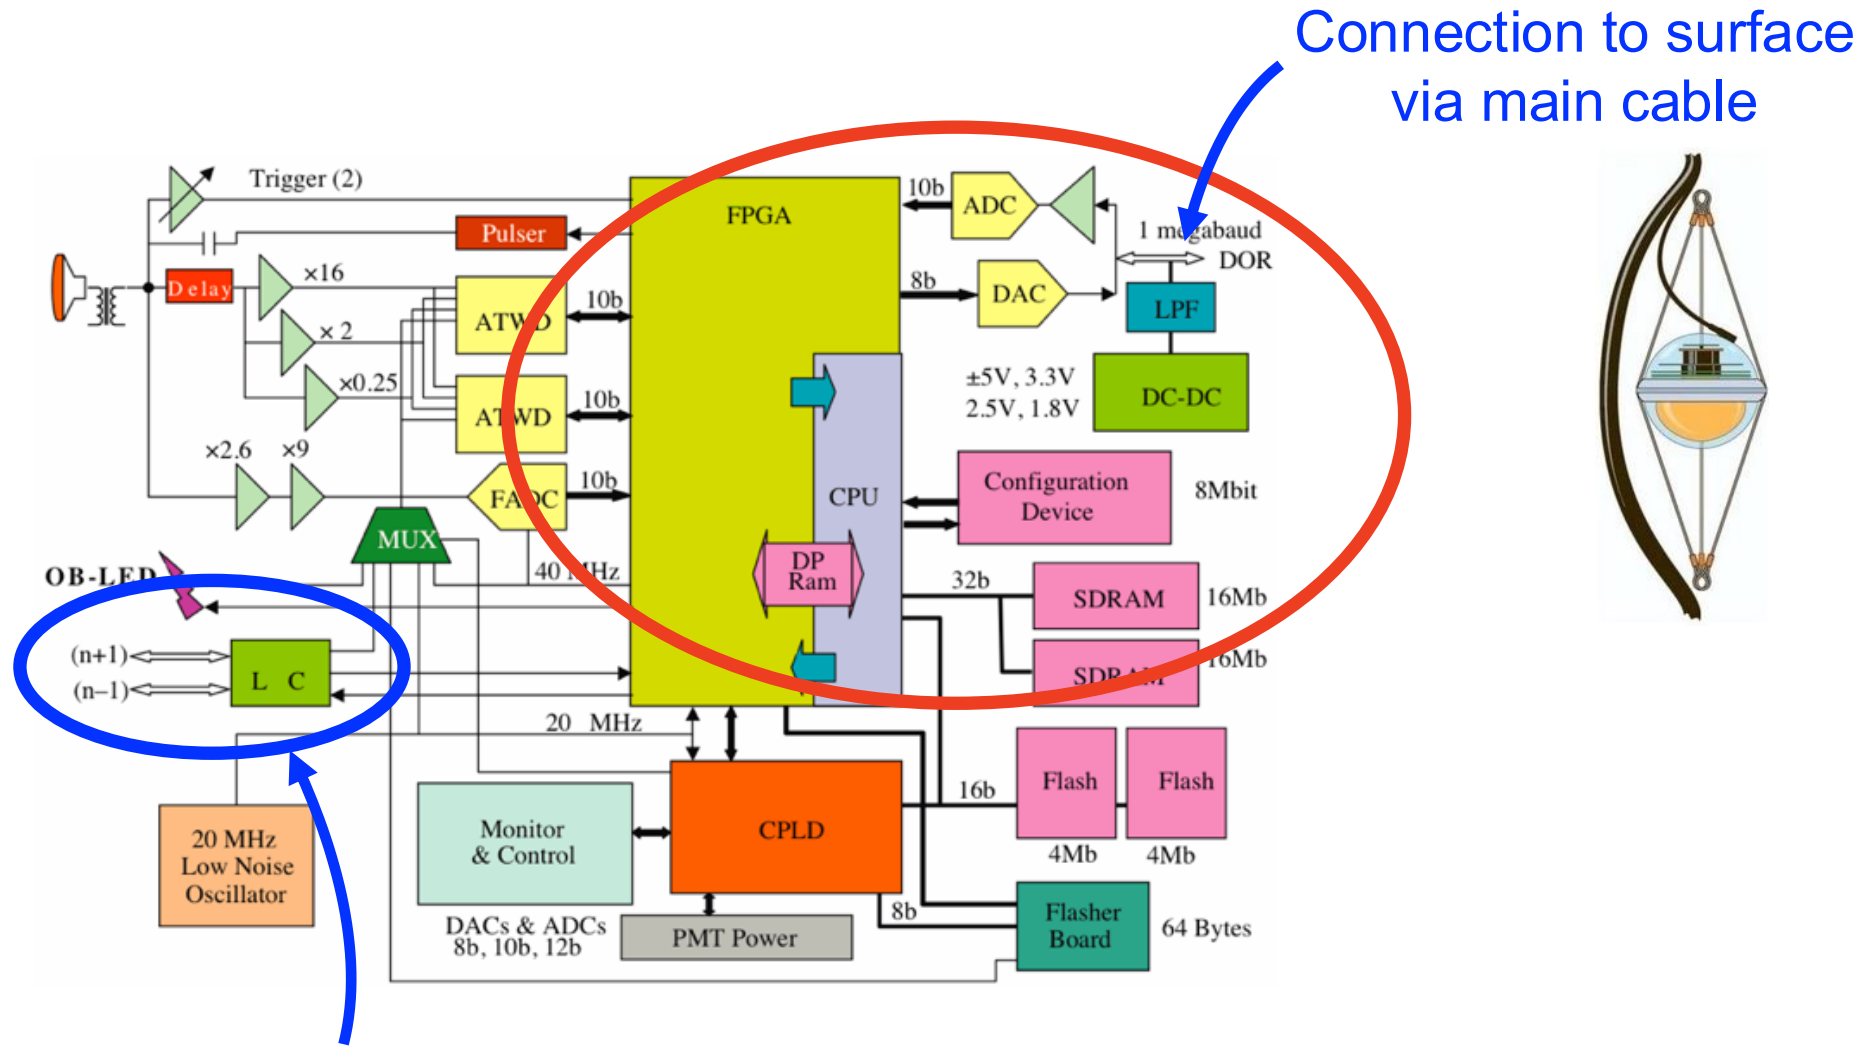 Connection to surface
via main cable
Trigger (2)
FPGA
10b
ADC
1 megabaud
DOR
Pulser
×16
Delay
8b
DAC
LPF
10b
ATWD
× 2
×0.25
±5V, 3.3V
2.5V, 1.8V
DC-DC
10b
ATWD
×2.6
×9
10b
FADC
CPU
Configuration
Device
8Mbit
MUX
OB-LED
40 MHz
DP
Ram
32b
SDRAM
16Mb
(n+1)
(n–1)
L C
SDRAM
16Mb
20 MHz
16b
Flash
Flash
4Mb
4Mb
20 MHz
Low Noise
Oscillator
Monitor
& Control
CPLD
DACs & ADCs
8b, 10b, 12b
PMT Power
8b
Flasher
Board
64 Bytes